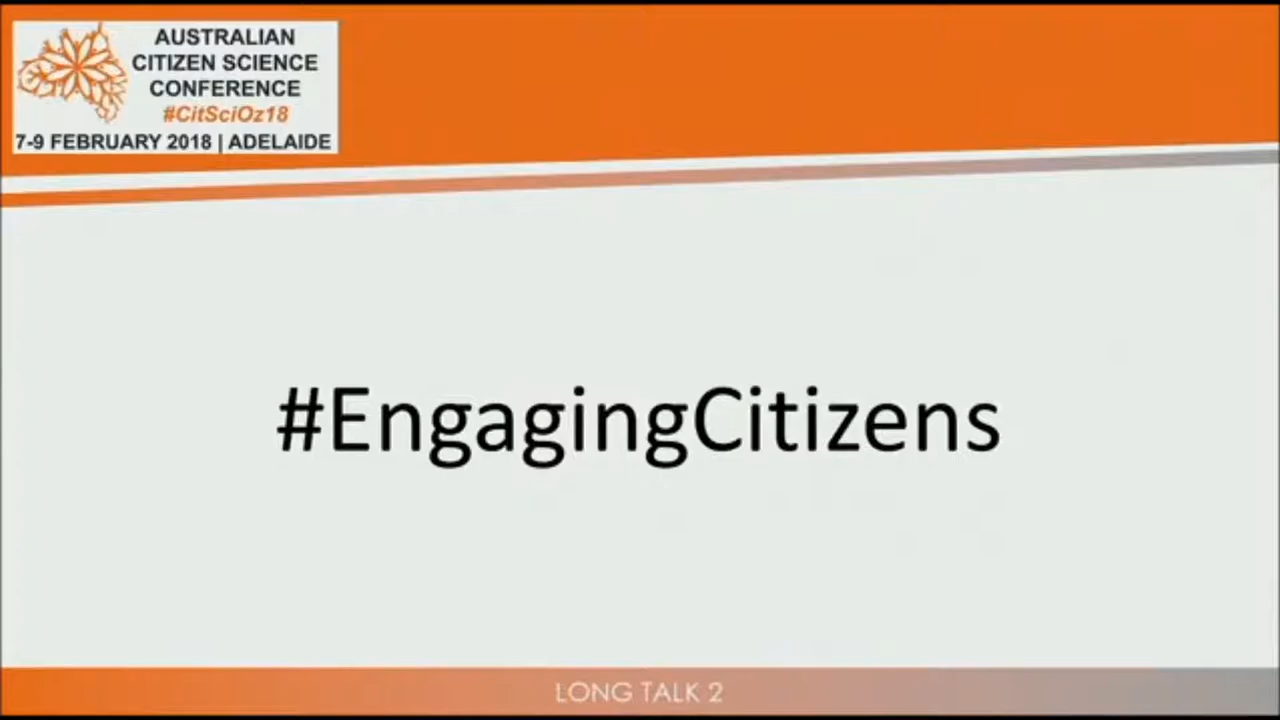 AUSTRALIAN
CITIZEN SCIENCE
CONFERENCE
#CitSciOz18
7-9 FEBRUARY 2018 | ADELAIDE
#EngagingCitizens
LONG TALK 2